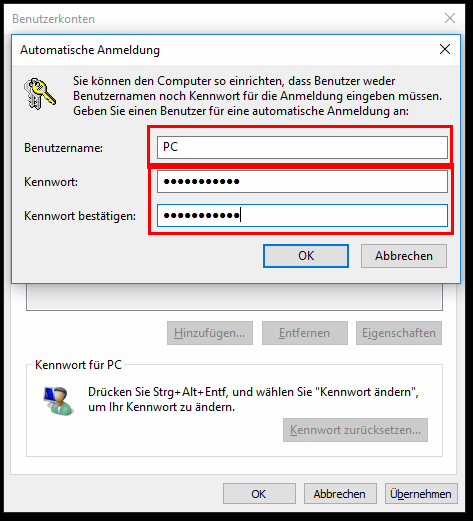 Benutzerkonten
Automatische Anmeldung
Sie können den Computer so einrichten, dass Benutzer weder
Benutzernamen noch Kennwort für die Anmeldung eingeben müssen.
Geben Sie einen Benutzer für eine automatische Anmeldung an:
Benutzername: PC
Kennwort: ●●●●●●●●●●●
Kennwort bestätigen: ●●●●●●●●●●●
OK Abbrechen
Hinzufügen... Entfernen Eigenschaften
Kennwort für PC
Drücken Sie Strg+Alt+Entf, und wählen Sie "Kennwort ändern",
um Ihr Kennwort zu ändern.
Kennwort zurücksetzen...
OK Abbrechen Übernehmen